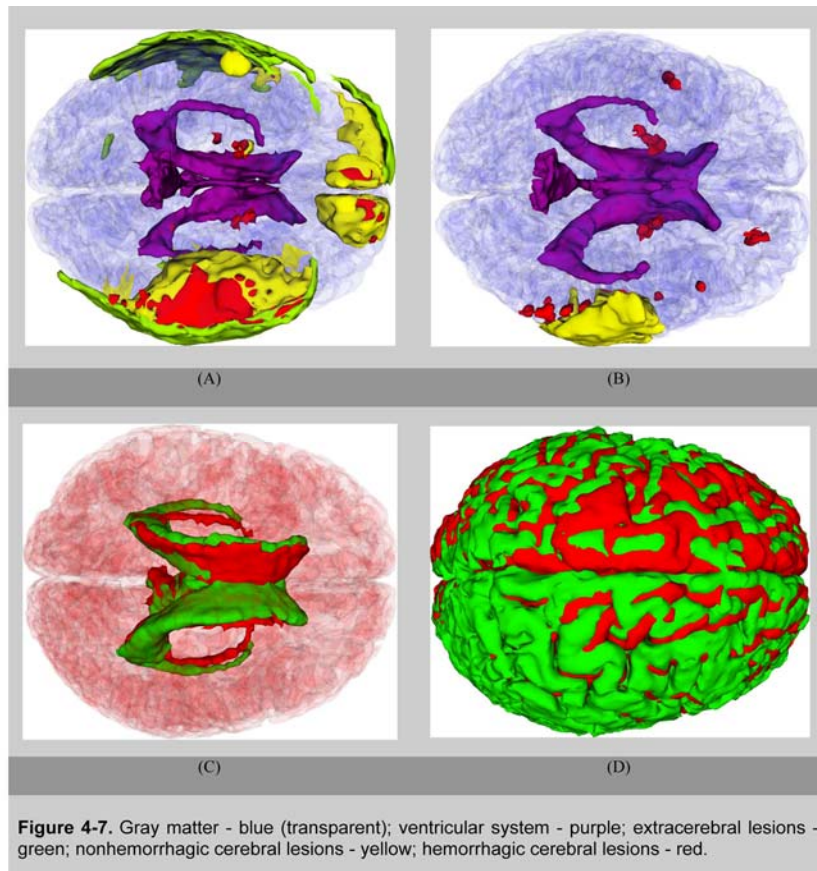 (A) (B)
(C) (D)
Figure 4-7. Gray matter - blue (transparent); ventricular system - purple; extracerebral lesions -
green; nonhemorrhagic cerebral lesions - yellow; hemorrhagic cerebral lesions - red.